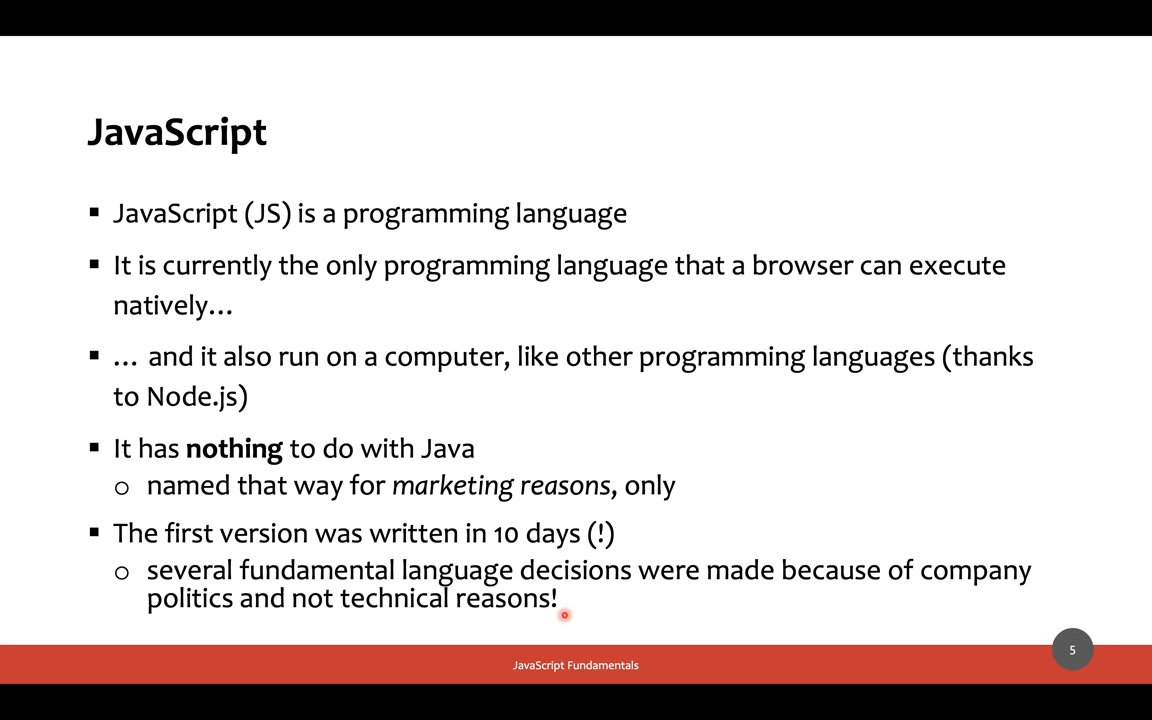 JavaScript
▪ JavaScript (JS) is a programming language
▪ It is currently the only programming language that a browser can execute
natively…
▪ … and it also run on a computer, like other programming languages (thanks
to Node.js)
▪ It has nothing to do with Java
o named that way for marketing reasons, only
▪ The first version was written in 10 days (!)
o several fundamental language decisions were made because of company
politics and not technical reasons!
5
JavaScript Fundamentals